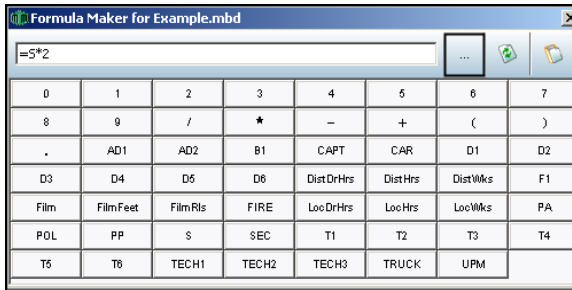 Formula Maker for Example.mbd
=S*2
...
0 1 2 3 4 5 6 7
8 9 / * - + ( )
. AD1 AD2 B1 CAPT CAR D1 D2
D3 D4 D5 D6 DistDrHrs DistHrs DistWks F1
Film FilmFeet FilmRls FIRE LocDrHrs LocHrs LocWks PA
POL PP S SEC T1 T2 T3 T4
T5 T6 TECH1 TECH2 TECH3 TRUCK UPM